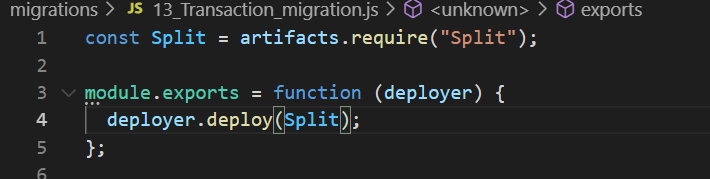 migrations > JS 13_Transaction_migration.js > <unknown> > exports
1 const Split = artifacts.require("Split");
2
3 module.exports = function (deployer) {
4 deployer.deploy(Split);
5 };
6